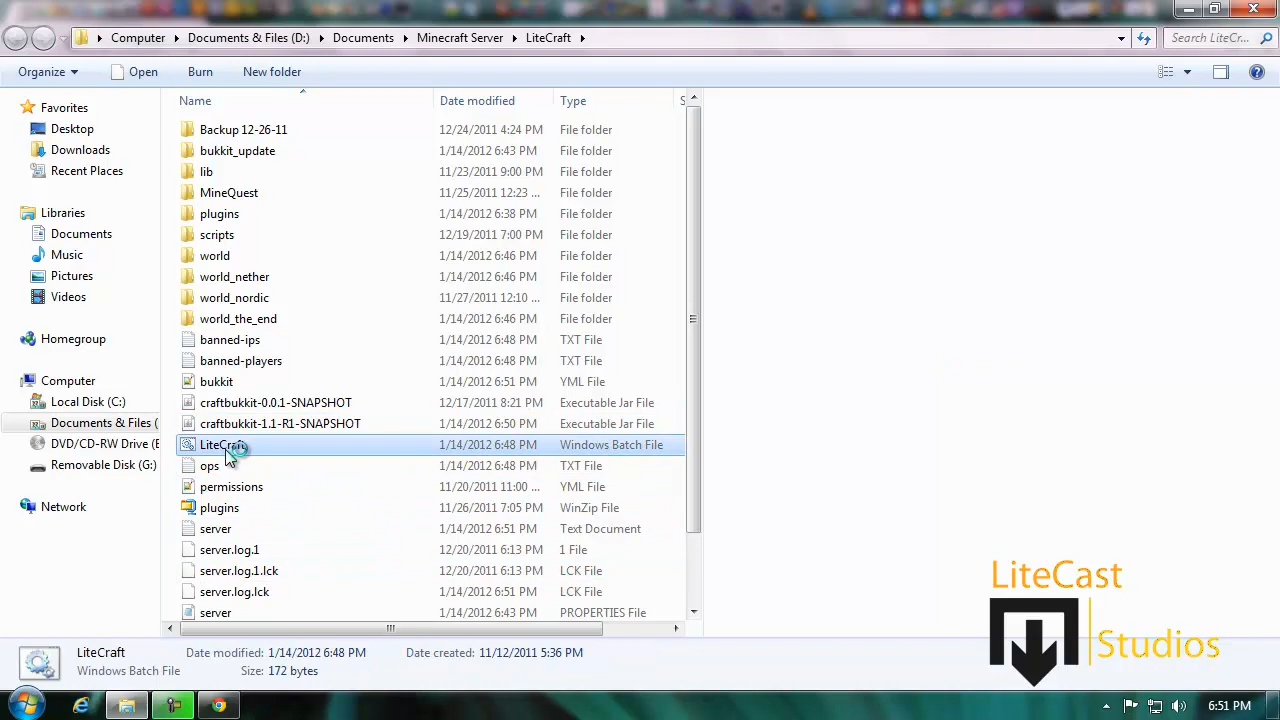 Computer Documents & Files (D:) Documents Minecraft Server LiteCraft
Search LiteCr...
Organize Open Burn New folder
Name Date modified Type S
Favorites
Desktop
Downloads
Recent Places
Libraries
Documents
Music
Pictures
Videos
Homegroup
Computer
Local Disk (C:)
Documents & Files (
DVD/CD-RW Drive (E
Removable Disk (G:)
Network
Backup 12-26-11 12/24/2011 4:24 PM File folder
bukkit_update 1/14/2012 6:43 PM File folder
lib 11/23/2011 9:00 PM File folder
MineQuest 11/25/2011 12:23 ... File folder
plugins 1/14/2012 6:38 PM File folder
scripts 12/19/2011 7:00 PM File folder
world 1/14/2012 6:46 PM File folder
world_nether 1/14/2012 6:46 PM File folder
world_nordic 11/27/2011 12:10 ... File folder
world_the_end 1/14/2012 6:46 PM File folder
banned-ips 1/14/2012 6:48 PM TXT File
banned-players 1/14/2012 6:48 PM TXT File
bukkit 1/14/2012 6:51 PM YML File
craftbukkit-0.0.1-SNAPSHOT 12/17/2011 8:21 PM Executable Jar File
craftbukkit-1.1-R1-SNAPSHOT 1/14/2012 6:50 PM Executable Jar File
LiteCraft 1/14/2012 6:48 PM Windows Batch File
ops 1/14/2012 6:48 PM TXT File
permissions 11/20/2011 11:00 ... YML File
plugins 11/26/2011 7:05 PM WinZip File
server 1/14/2012 6:51 PM Text Document
server.log.1 12/20/2011 6:13 PM 1 File
server.log.1.lck 12/20/2011 6:13 PM LCK File
server.log.lck 1/14/2012 6:51 PM LCK File
server 1/14/2012 6:43 PM PROPERTIES File
LiteCraft Date modified: 1/14/2012 6:48 PM Date created: 11/12/2011 5:36 PM
Windows Batch File Size: 172 bytes
LiteCast
Studios
6:51 PM